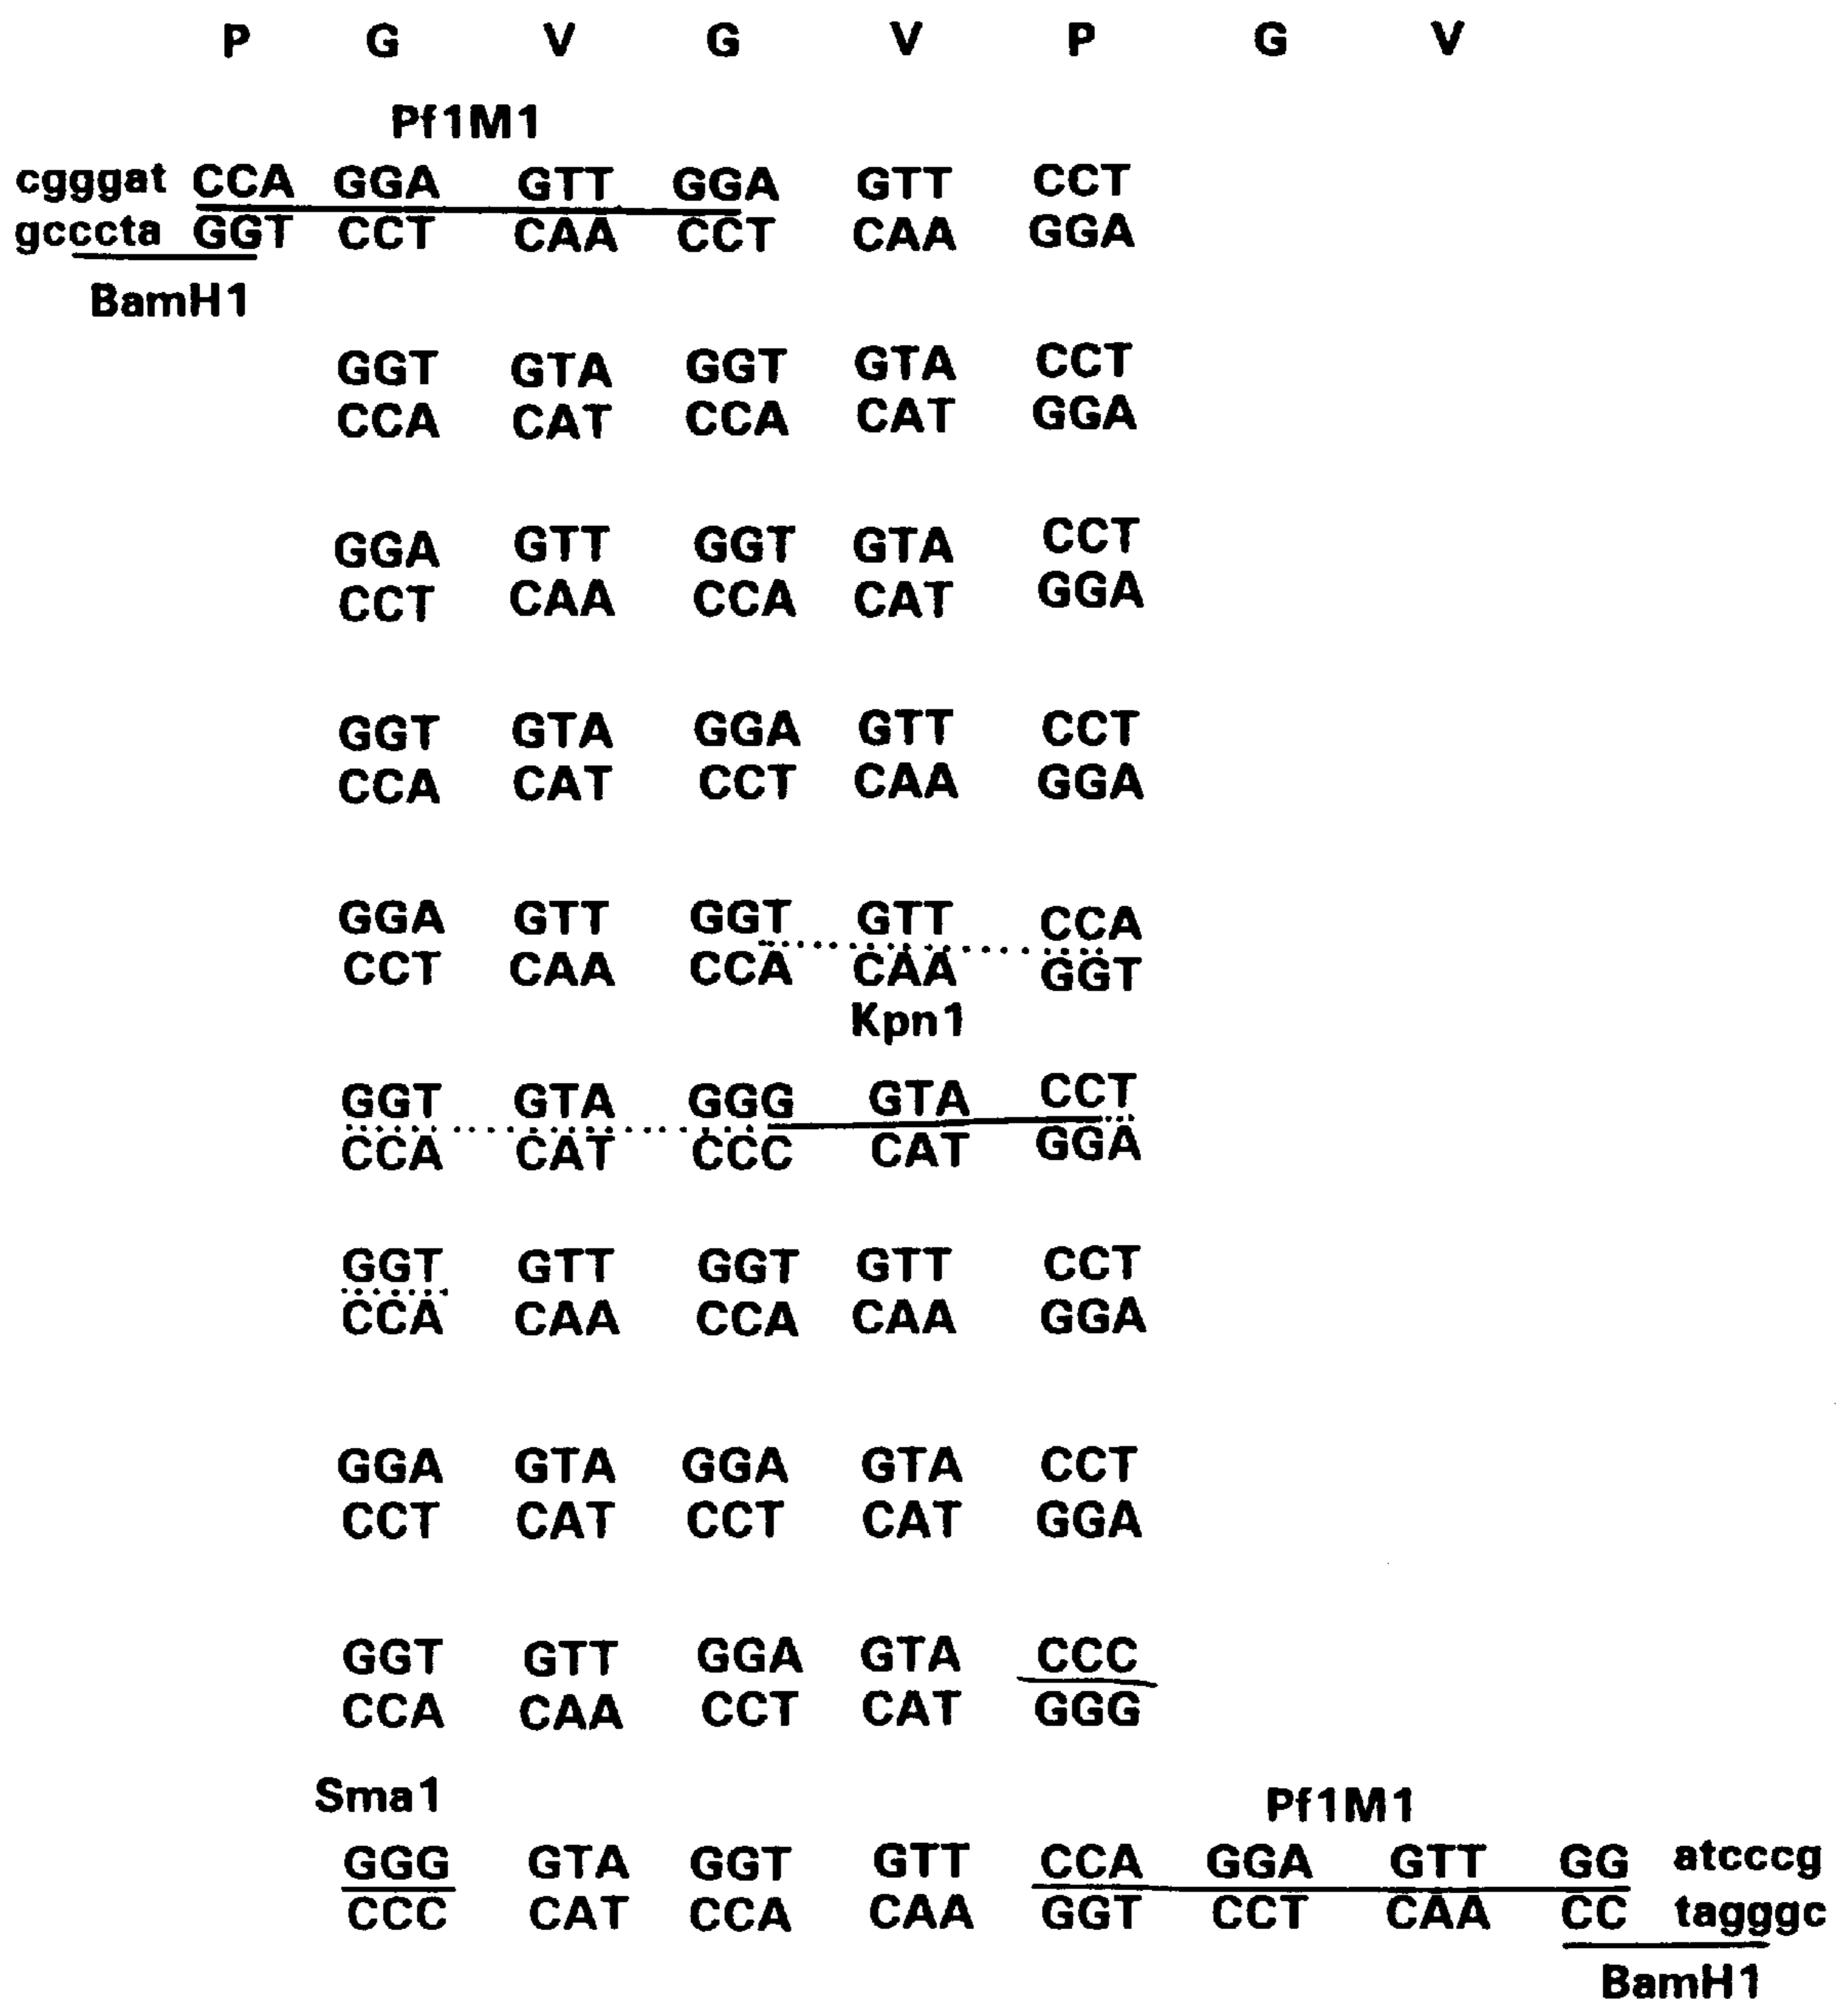 P G V G V P G V
Pf1M1
cgggat CCA GGA GTT GGA GTT CCT
gcccta GGT CCT CAA CCT CAA GGA
BamH1
GGT GTA GGT GTA CCT
CCA CAT CCA CAT GGA
GGA GTT GGT GTA CCT
CCT CAA CCA CAT GGA
GGT GTA GGA GTT CCT
CCA CAT CCT CAA GGA
GGA GTT GGT GTT CCA
CCT CAA CCA CAA GGT
Kpn1
GGT GTA GGG GTA CCT
CCA CAT CCC CAT GGA
GGT GTT GGT GTT CCT
CCA CAA CCA CAA GGA
GGA GTA GGA GTA CCT
CCT CAT CCT CAT GGA
GGT GTT GGA GTA CCC
CCA CAA CCT CAT GGG
Sma1 Pf1M1
GGG GTA GGT GTT CCA GGA GTT GG atcccg
CCC CAT CCA CAA GGT CCT CAA CC tagggc
BamH1